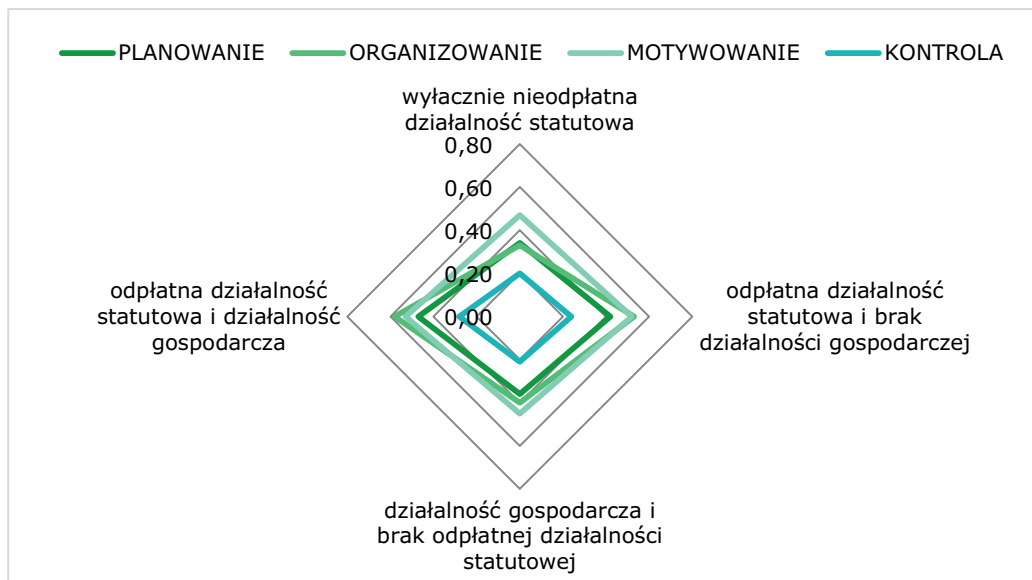 PLANOWANIE ORGANIZOWANIE MOTYWOWANIE KONTROLA
wyłacznie nieodpłatna
działalność statutowa
0,80
0,60
0,40
0,20
0,00
odpłatna działalność
statutowa i działalność
gospodarcza
odpłatna działalność
statutowa i brak
działalności gospodarczej
działalność gospodarcza i
brak odpłatnej działalności
statutowej